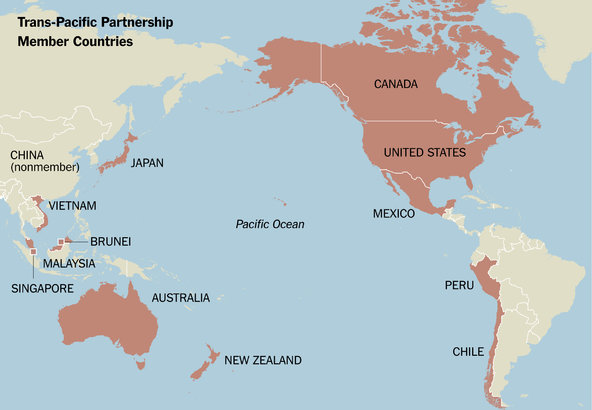 Trans-Pacific Partnership
Member Countries
CANADA
CHINA
(nonmember)
JAPAN
UNITED STATES
VIETNAM
MEXICO
Pacific Ocean
BRUNEI
MALAYSIA
SINGAPORE
PERU
AUSTRALIA
CHILE
NEW ZEALAND